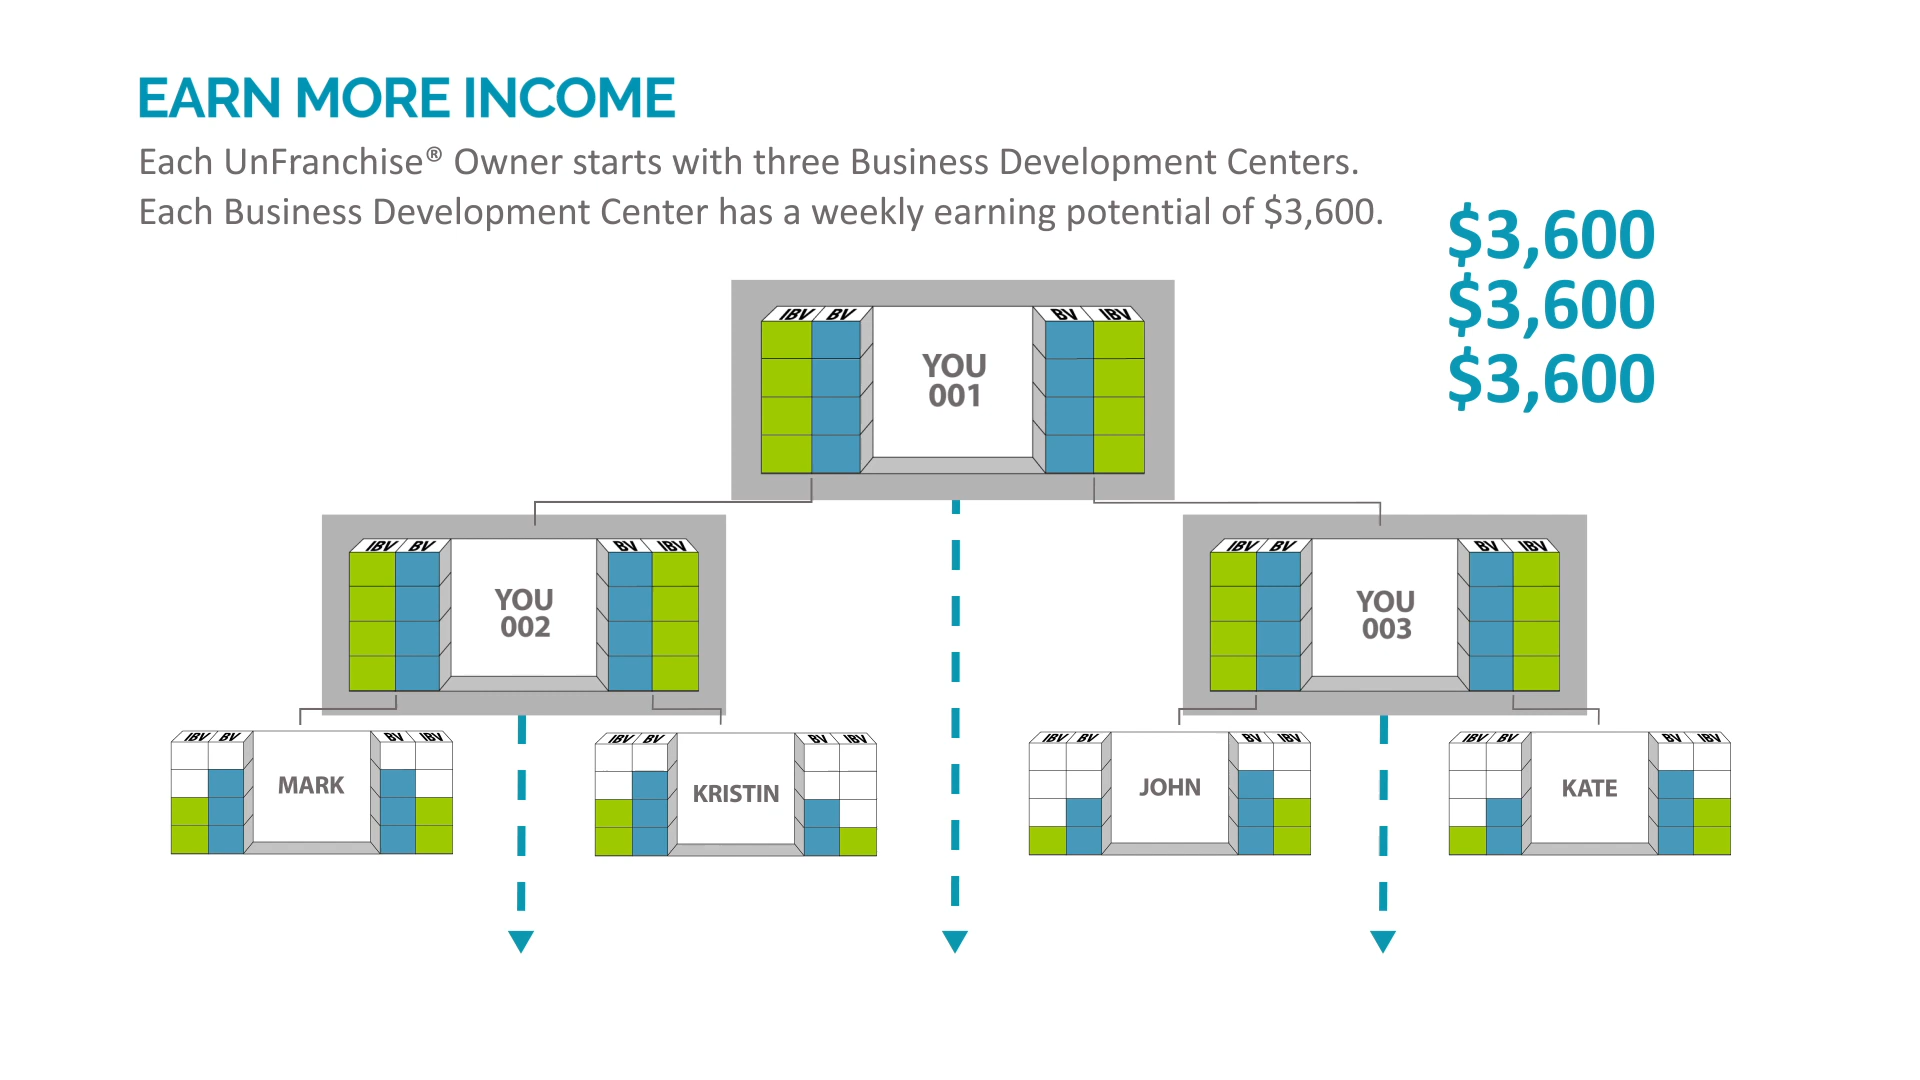 EARN MORE INCOME
Each UnFranchise® Owner starts with three Business Development Centers.
Each Business Development Center has a weekly earning potential of $3,600.
$3,600
$3,600
$3,600
IBV BV BV IBV
YOU
001
IBV BV BV IBV
YOU
002
IBV BV BV IBV
YOU
003
IBV BV BV IBV
MARK
IBV BV BV IBV
KRISTIN
IBV BV BV IBV
JOHN
IBV BV BV IBV
KATE